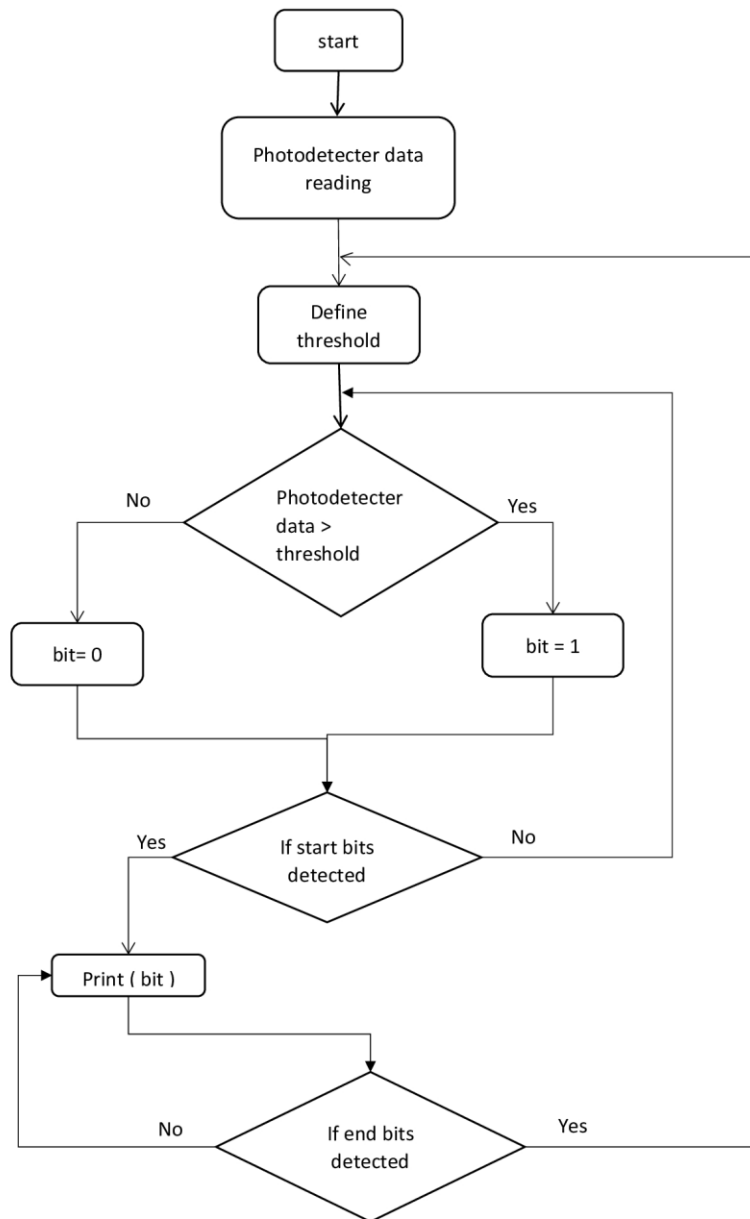 start
Photodetecter data
reading
Define
threshold
No
Photodetecter
data >
threshold
Yes
bit= 0
bit = 1
Yes
If start bits
detected
No
Print ( bit )
No
If end bits
detected
Yes